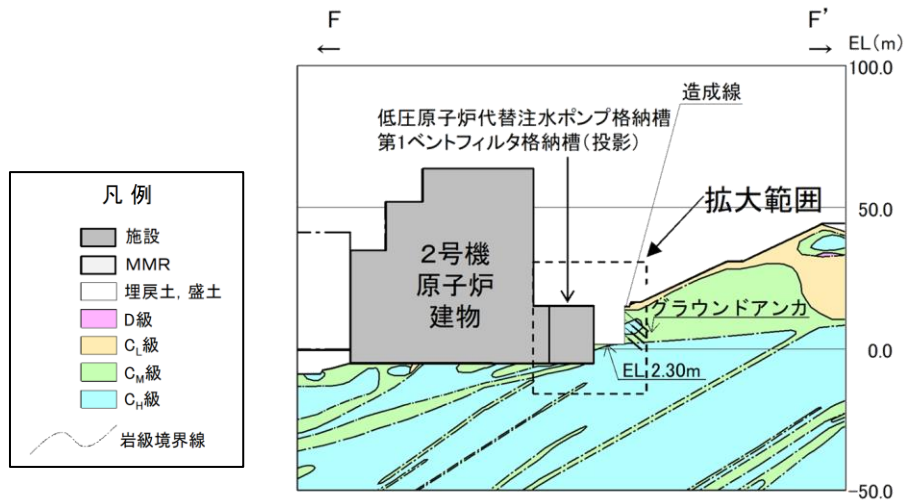 F
F’
←
→
EL(m)
100.0
造成線
低圧原子炉代替注水ポンプ格納槽
第1ベントフィルタ格納槽(投影)
拡大範囲
50.0
2号機
原子炉
建物
グラウンドアンカ
0.0
EL 2.30m
-50.0
凡 例
施設
MMR
埋戻土, 盛土
D級
CL級
CM級
CH級
岩級境界線